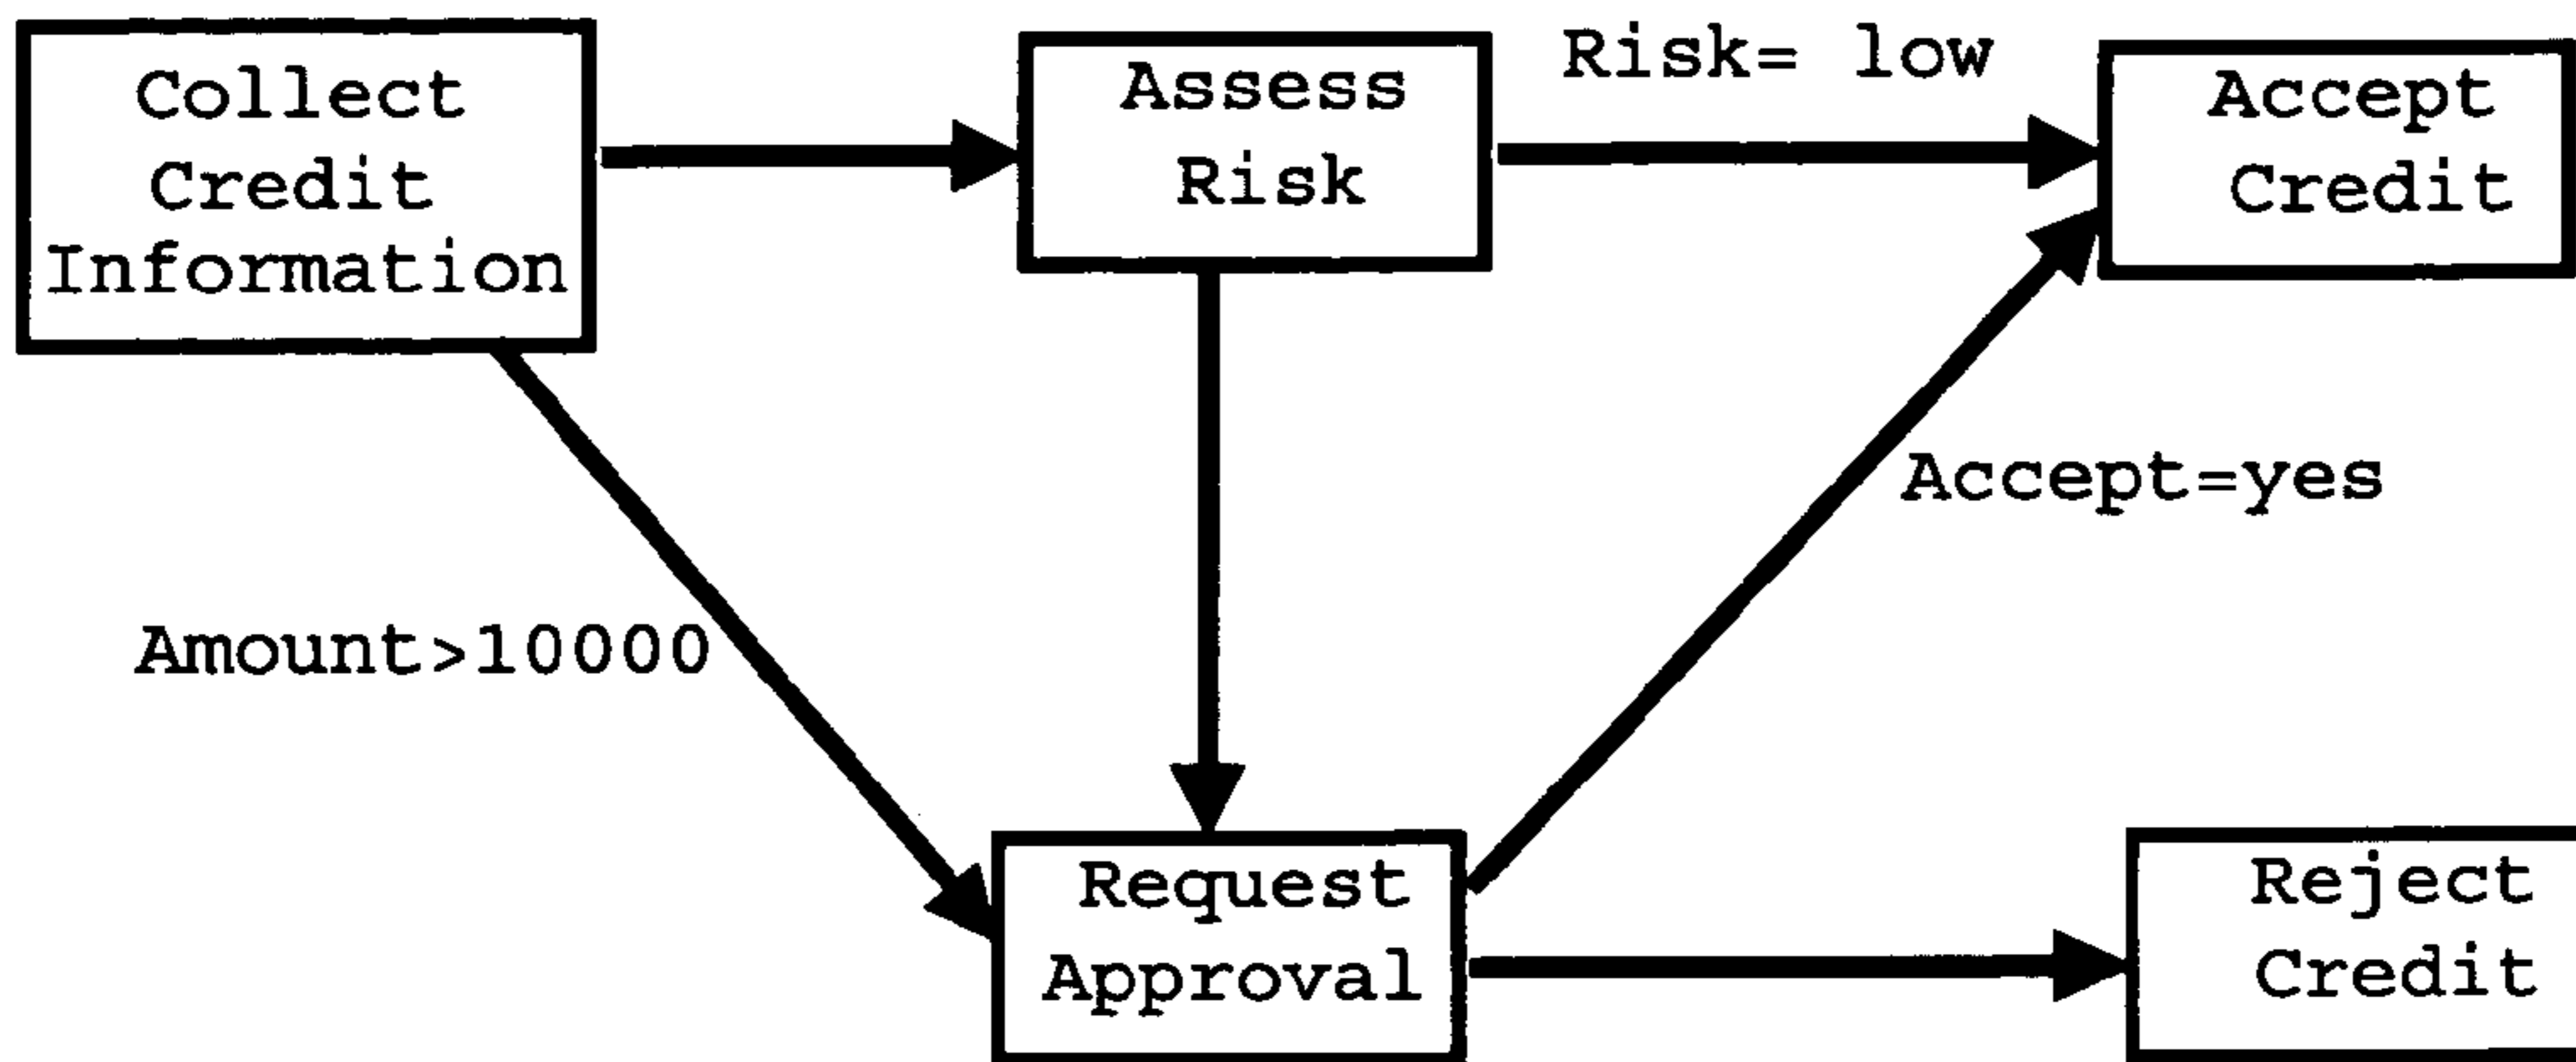 Collect
Credit
Information
Assess
Risk
Risk= low
Accept
Credit
Amount>10000
Accept=yes
Request
Approval
Reject
Credit